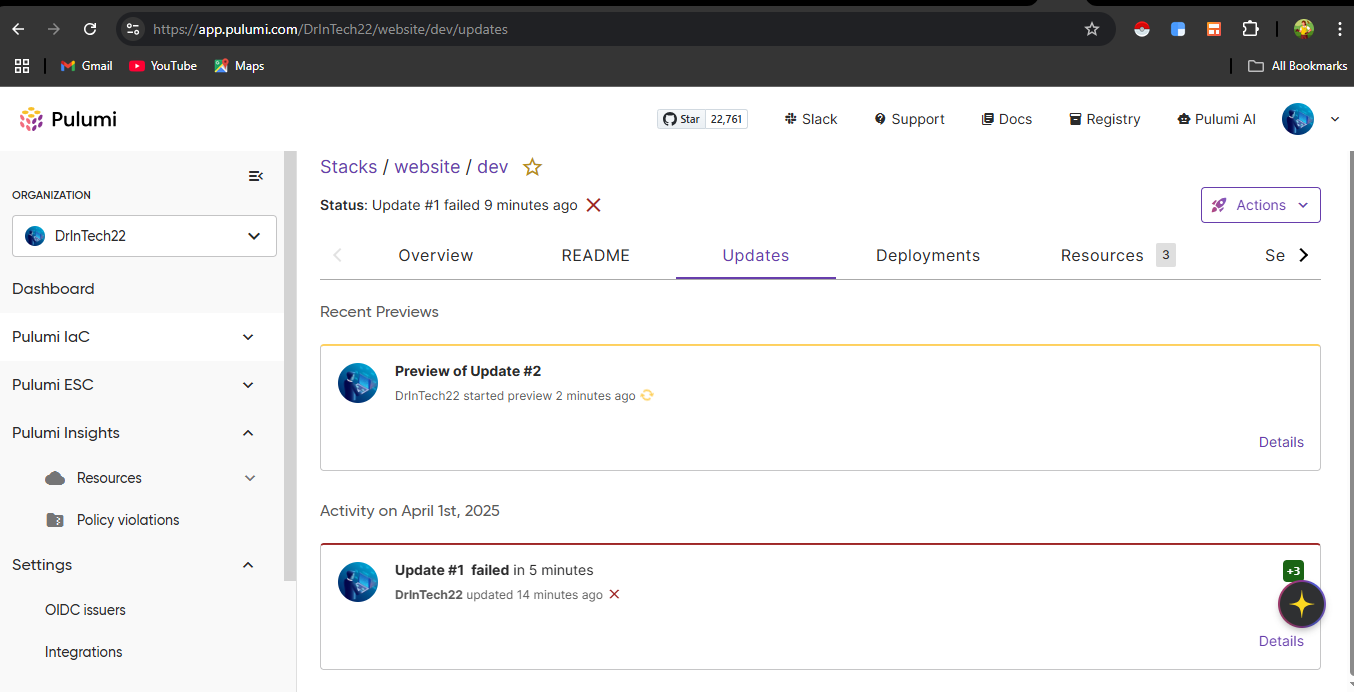 https://app.pulumi.com/DrInTech22/website/dev/updates
Gmail YouTube Maps All Bookmarks
Pulumi Star 22,761 Slack Support Docs Registry Pulumi AI
ORGANIZATION
DrInTech22
Dashboard
Pulumi IaC
Pulumi ESC
Pulumi Insights
Resources
Policy violations
Settings
OIDC issuers
Integrations
Stacks / website / dev
Status: Update #1 failed 9 minutes ago
Actions
Overview README Updates Deployments Resources 3 Se
Recent Previews
Preview of Update #2
DrInTech22 started preview 2 minutes ago
Details
Activity on April 1st, 2025
Update #1 failed in 5 minutes
+3
DrInTech22 updated 14 minutes ago
Details